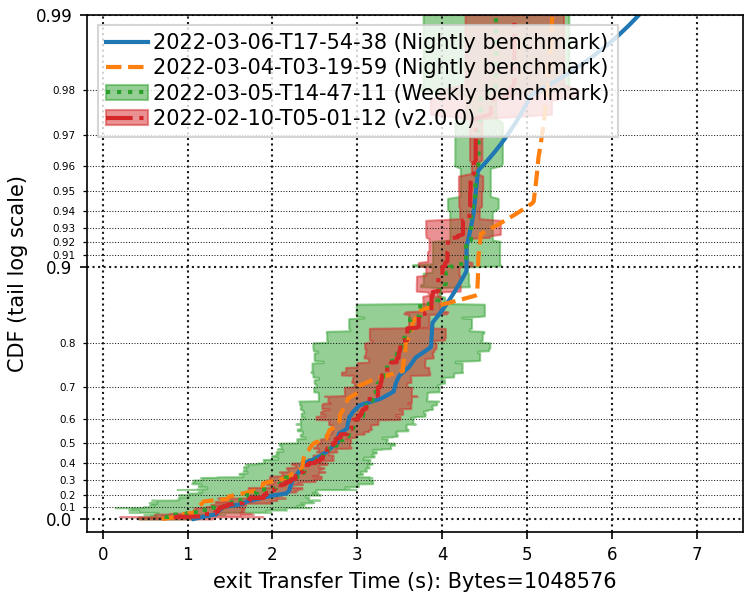 0.99
2022-03-06-T17-54-38 (Nightly benchmark)
2022-03-04-T03-19-59 (Nightly benchmark)
2022-03-05-T14-47-11 (Weekly benchmark)
2022-02-10-T05-01-12 (v2.0.0)
0.98
0.97
0.96
0.95
0.94
0.93
0.92
0.91
0.9
0.8
0.7
0.6
0.5
0.4
0.3
0.2
0.1
0.0
CDF (tail log scale)
0 1 2 3 4 5 6 7
exit Transfer Time (s): Bytes=1048576